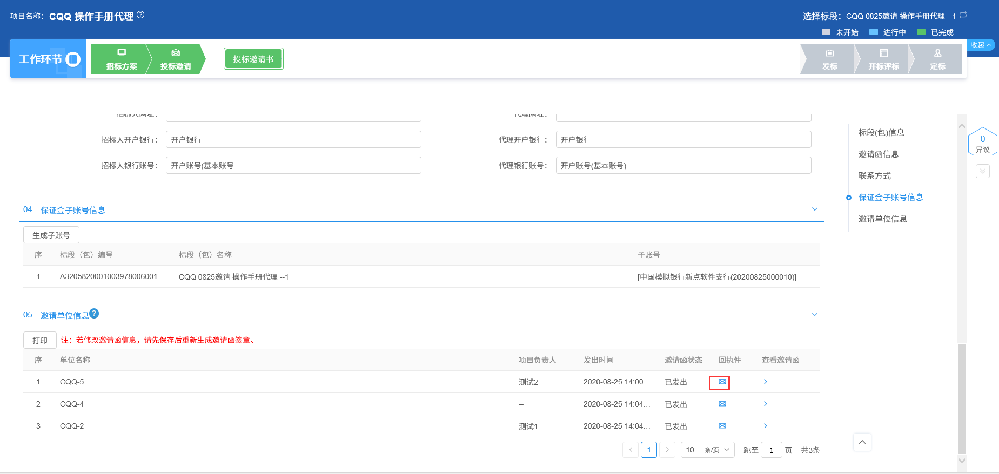 项目名称： CQQ 操作手册代理 ?
选择标段： CQQ 0825邀请 操作手册代理 --1
未开始 进行中 已完成
收起
工作环节
招标方案
投标邀请
投标邀请书
发标
开标评标
定标
招标人网址：
代理网址：
招标人开户银行： 开户银行
代理开户银行： 开户银行
招标人银行账号： 开户账号(基本账号
代理银行账号： 开户账号(基本账号)
标段(包)信息
邀请函信息
联系方式
保证金子账号信息
邀请单位信息
0
异议
04 保证金子账号信息
生成子账号
序 标段（包）编号 标段（包）名称 子账号
1 A3205820001003978006001 CQQ 0825邀请 操作手册代理 --1 [中国模拟银行新点软件支行(20200825000010)]
05 邀请单位信息 ?
打印 注：若修改邀请函信息，请先保存后重新生成邀请函签章。
序 单位名称 项目负责人 发出时间 邀请函状态 回执件 查看邀请函
1 CQQ-5 测试2 2020-08-25 14:00... 已发出
2 CQQ-4 -- 2020-08-25 14:04... 已发出
3 CQQ-2 测试1 2020-08-25 14:04... 已发出
1 10 条/页 跳至 1 页 共3条